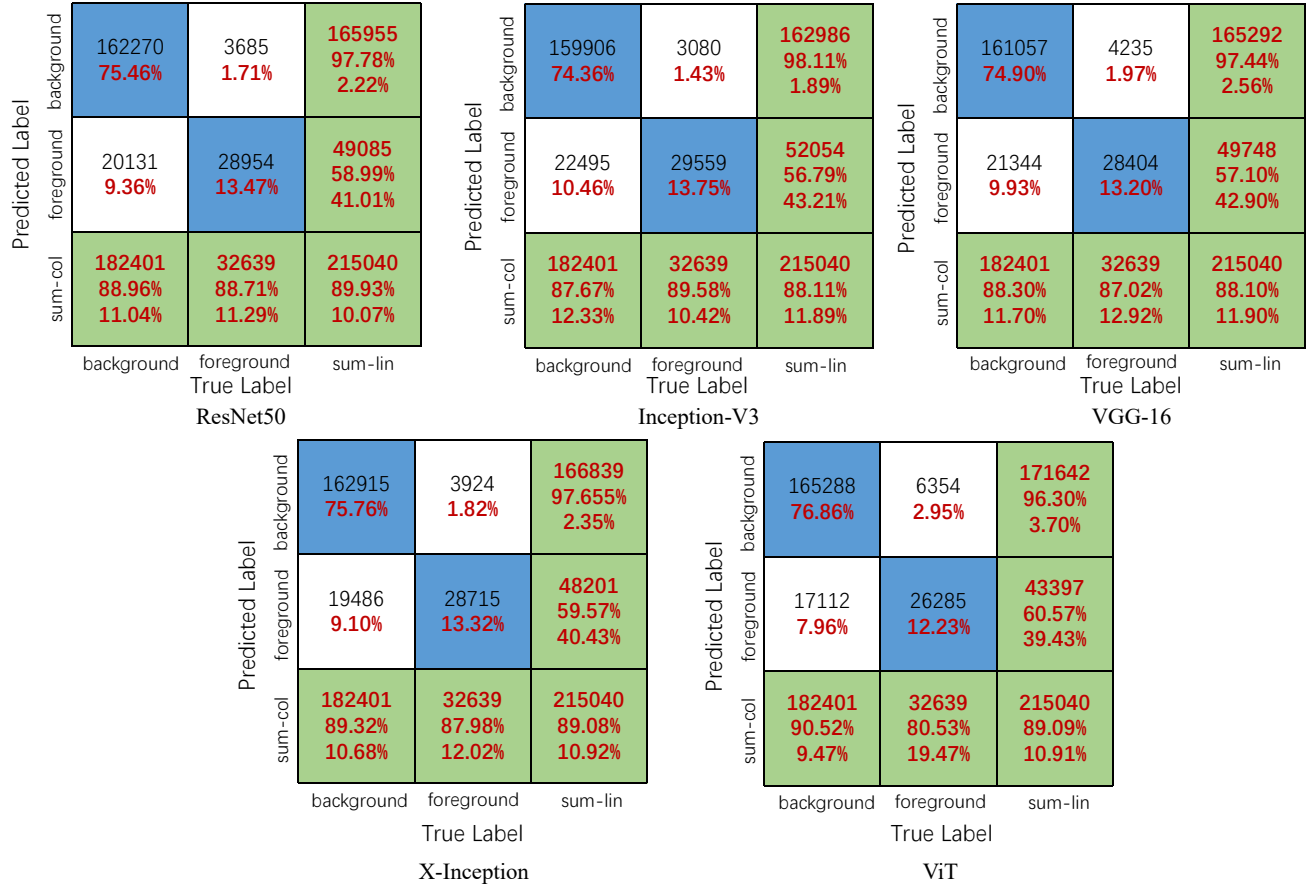 Predicted Label
background
foreground
sum-col
162270
75.46%
3685
1.71%
165955
97.78%
2.22%
20131
9.36%
28954
13.47%
49085
58.99%
41.01%
182401
88.96%
11.04%
32639
88.71%
11.29%
215040
89.93%
10.07%
background
foreground
sum-lin
True Label
ResNet50
Predicted Label
background
foreground
sum-col
159906
74.36%
3080
1.43%
162986
98.11%
1.89%
22495
10.46%
29559
13.75%
52054
56.79%
43.21%
182401
87.67%
12.33%
32639
89.58%
10.42%
215040
88.11%
11.89%
background
foreground
sum-lin
True Label
Inception-V3
Predicted Label
background
foreground
sum-col
161057
74.90%
4235
1.97%
165292
97.44%
2.56%
21344
9.93%
28404
13.20%
49748
57.10%
42.90%
182401
88.30%
11.70%
32639
87.02%
12.92%
215040
88.10%
11.90%
background
foreground
sum-lin
True Label
VGG-16
Predicted Label
background
foreground
sum-col
162915
75.76%
3924
1.82%
166839
97.655%
2.35%
19486
9.10%
28715
13.32%
48201
59.57%
40.43%
182401
89.32%
10.68%
32639
87.98%
12.02%
215040
89.08%
10.92%
background
foreground
sum-lin
True Label
X-Inception
Predicted Label
background
foreground
sum-col
165288
76.86%
6354
2.95%
171642
96.30%
3.70%
17112
7.96%
26285
12.23%
43397
60.57%
39.43%
182401
90.52%
9.47%
32639
80.53%
19.47%
215040
89.09%
10.91%
background
foreground
sum-lin
True Label
ViT